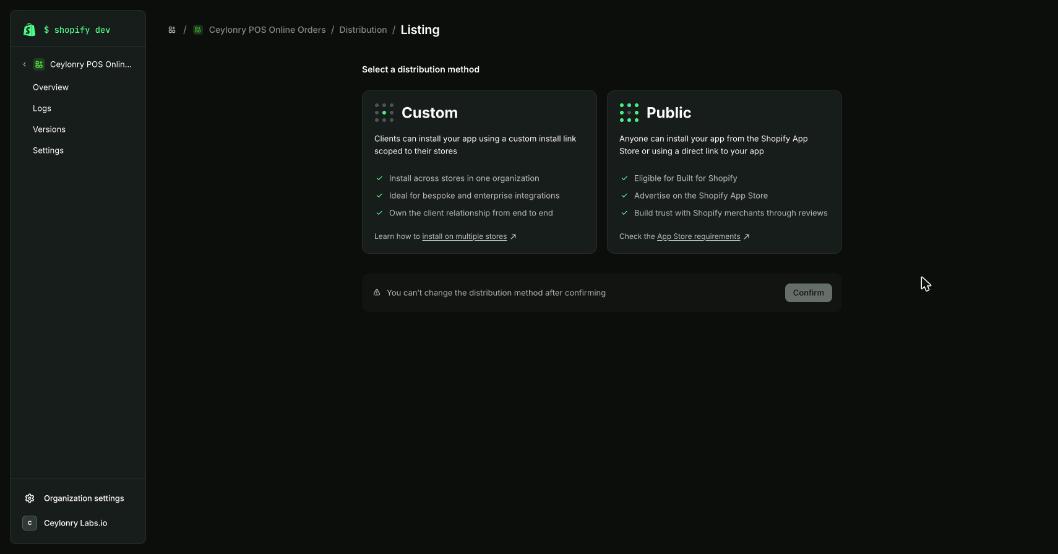 $ shopify dev
/ Ceylonry POS Online Orders / Distribution / Listing
Ceylonry POS Onlin...
Overview
Logs
Versions
Settings
Select a distribution method
Custom
Clients can install your app using a custom install link
scoped to their stores
Install across stores in one organization
Ideal for bespoke and enterprise integrations
Own the client relationship from end to end
Learn how to install on multiple stores ↗
Public
Anyone can install your app from the Shopify App
Store or using a direct link to your app
Eligible for Built for Shopify
Advertise on the Shopify App Store
Build trust with Shopify merchants through reviews
Check the App Store requirements ↗
You can't change the distribution method after confirming
Confirm
Organization settings
C Ceylonry Labs.io